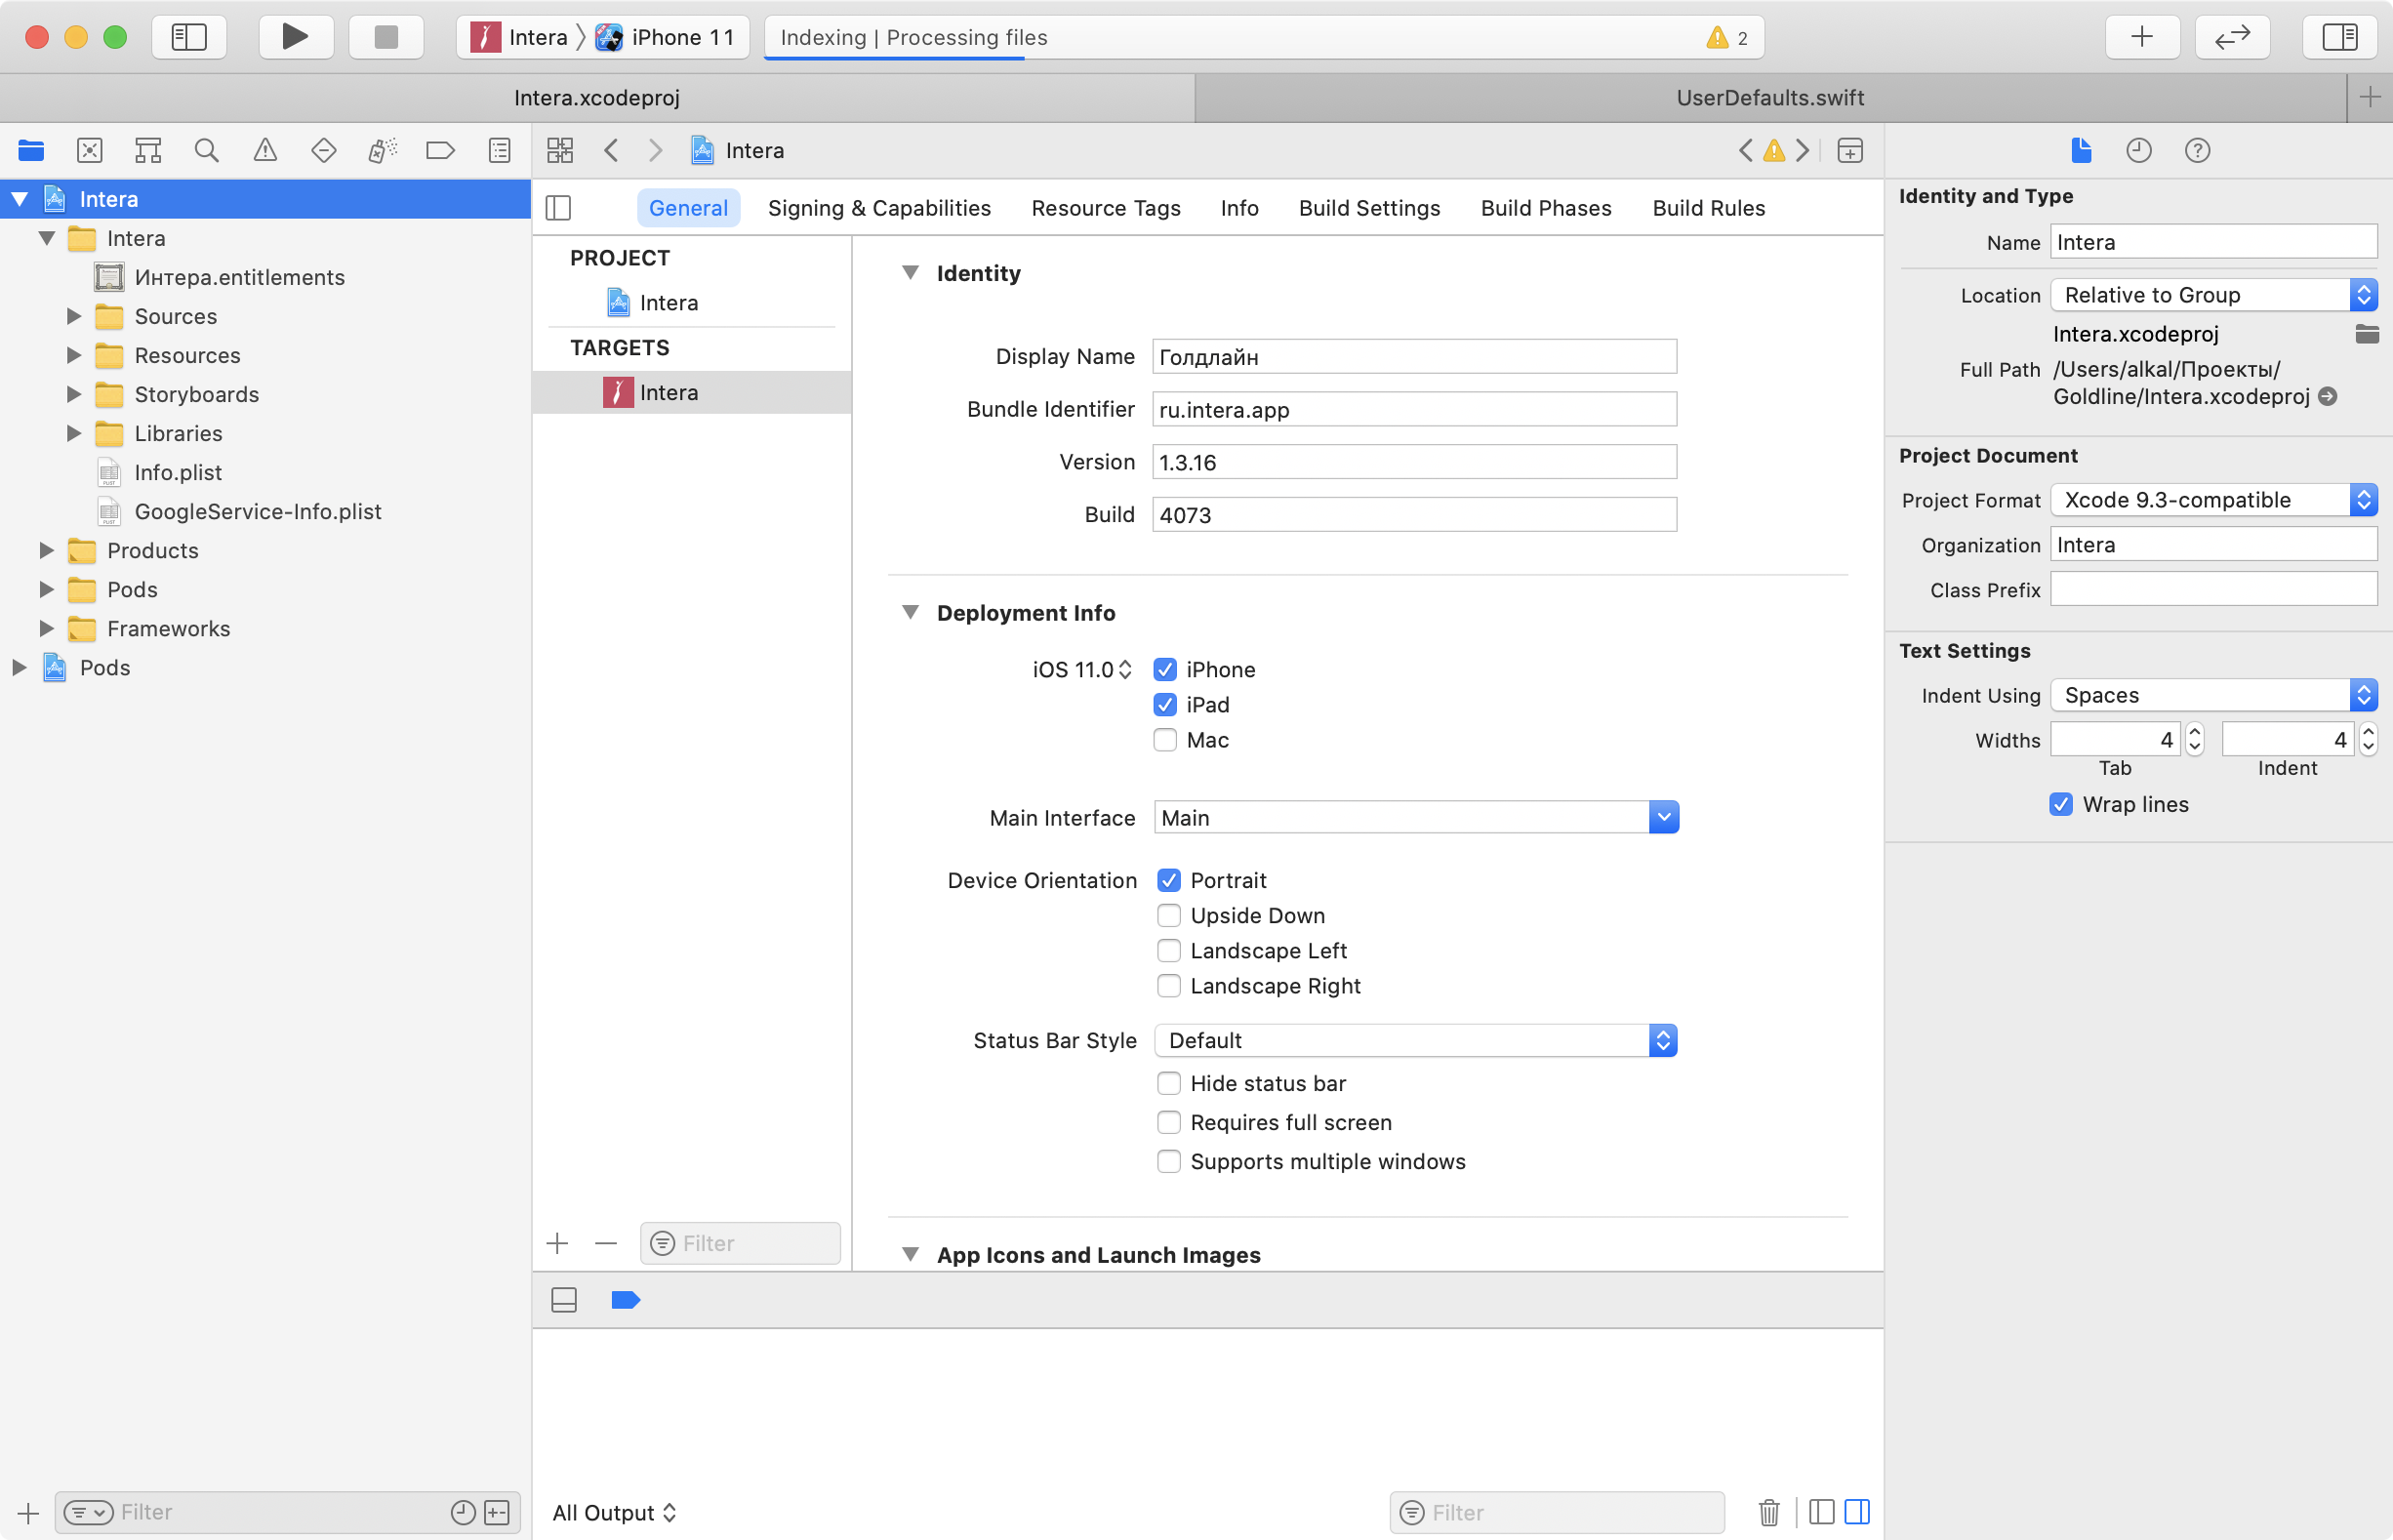 Intera 〉 iPhone 11
Indexing | Processing files
2
Intera.xcodeproj
UserDefaults.swift
Intera
Intera
Intera
Интера.entitlements
Sources
Resources
Storyboards
Libraries
Info.plist
GoogleService-Info.plist
Products
Pods
Frameworks
Pods
Filter
General Signing & Capabilities Resource Tags Info Build Settings Build Phases Build Rules
PROJECT
Intera
TARGETS
Intera
Filter
Identity
Display Name Голдлайн
Bundle Identifier ru.intera.app
Version 1.3.16
Build 4073
Deployment Info
iOS 11.0 iPhone
iPad
Mac
Main Interface Main
Device Orientation Portrait
Upside Down
Landscape Left
Landscape Right
Status Bar Style Default
Hide status bar
Requires full screen
Supports multiple windows
App Icons and Launch Images
All Output
Filter
Identity and Type
Name Intera
Location Relative to Group
Intera.xcodeproj
Full Path /Users/alkal/Проекты/
Goldline/Intera.xcodeproj
Project Document
Project Format Xcode 9.3-compatible
Organization Intera
Class Prefix
Text Settings
Indent Using Spaces
Widths 4 4
Tab Indent
Wrap lines